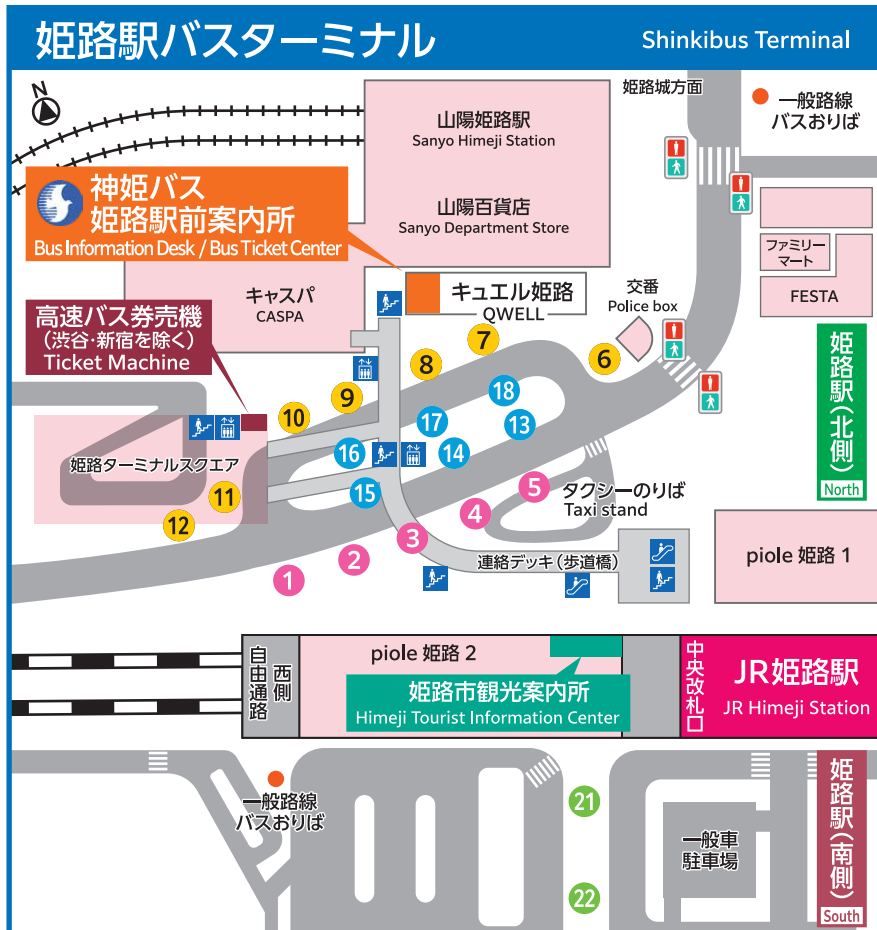 姫路駅バスターミナル
Shinkibus Terminal
N
姫路城方面
一般路線
バスおりば
山陽姫路駅
Sanyo Himeji Station
山陽百貨店
Sanyo Department Store
神姫バス
姫路駅前案内所
Bus Information Desk / Bus Ticket Center
ファミリー
マート
FESTA
キャスパ
CASPA
キュエル姫路
QWELL
交番
Police box
高速バス券売機
(渋谷・新宿を除く)
Ticket Machine
姫路駅(北側)
North
7
8
6
9
10
18
17
13
16
14
15
姫路ターミナルスクエア
11
12
5
4
3
2
1
タクシーのりば
Taxi stand
連絡デッキ(歩道橋)
piole 姫路 1
西側
自由通路
piole 姫路 2
姫路市観光案内所
Himeji Tourist Information Center
中央改札口
JR姫路駅
JR Himeji Station
一般路線
バスおりば
21
22
一般車
駐車場
姫路駅(南側)
South